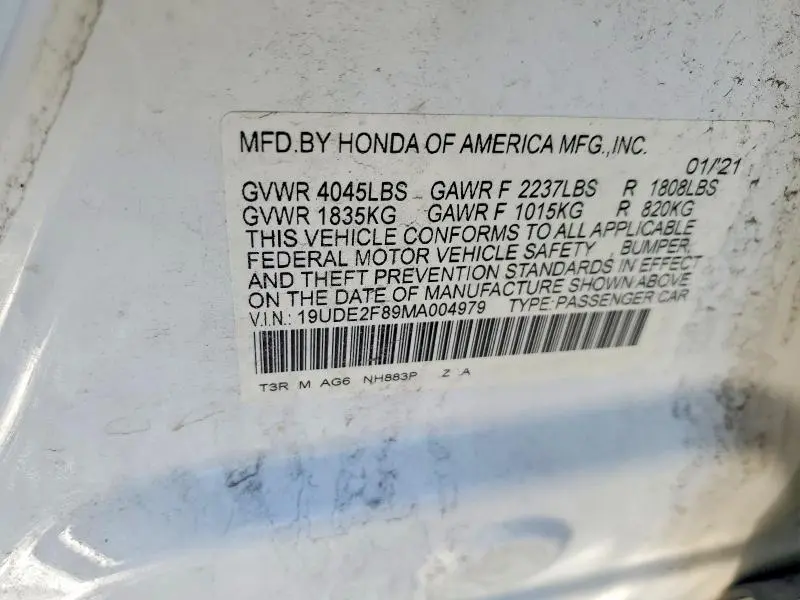 MFD.BY HONDA OF AMERICA MFG.,INC.
01/'21
GVWR 4045LBS GAWR F 2237LBS R 1808LBS
GVWR 1835KG GAWR F 1015KG R 820KG
THIS VEHICLE CONFORMS TO ALL APPLICABLE
FEDERAL MOTOR VEHICLE SAFETY , BUMPER,
AND THEFT PREVENTION STANDARDS IN EFFECT
ON THE DATE OF MANUFACTURE SHOWN ABOVE
V.I.N.: 19UDE2F89MA004979 TYPE:PASSENGER CAR
T3R M AG6 NH883P Z A